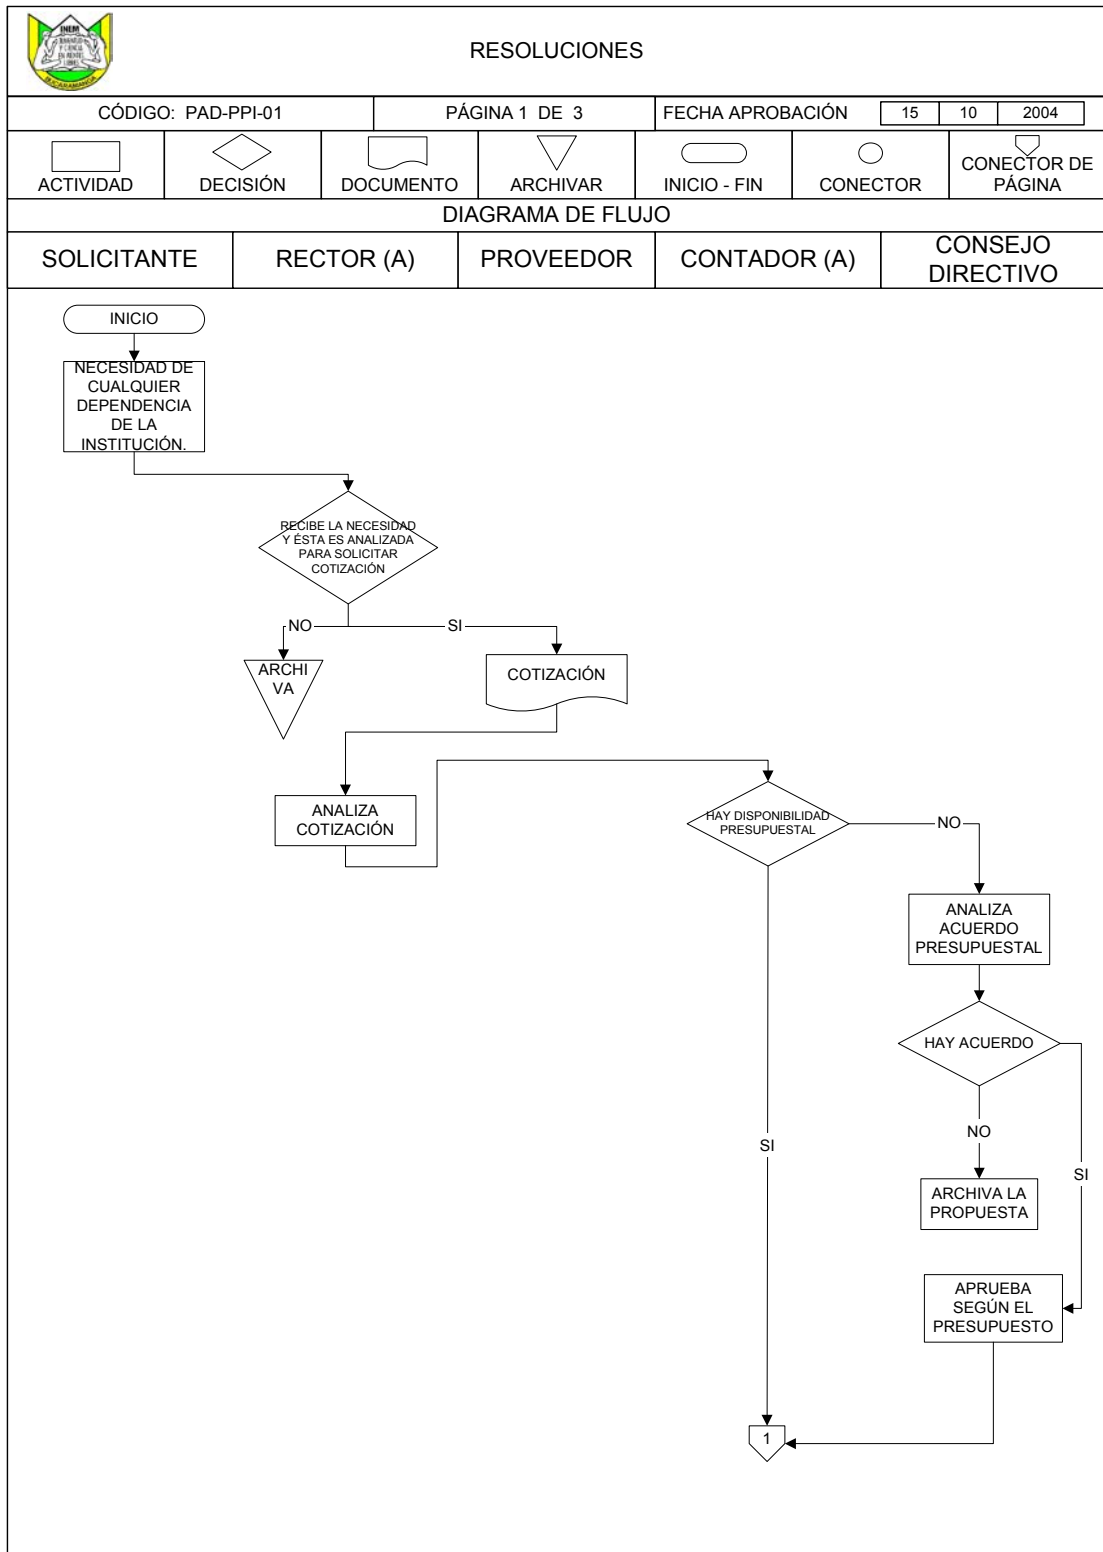 INEM
BUCARAMANGA
RESOLUCIONES
CÓDIGO: PAD-PPI-01
PÁGINA 1 DE 3
FECHA APROBACIÓN
15
10
2004
ACTIVIDAD
DECISIÓN
DOCUMENTO
ARCHIVAR
INICIO - FIN
CONECTOR
CONECTOR DE
PÁGINA
DIAGRAMA DE FLUJO
SOLICITANTE
RECTOR (A)
PROVEEDOR
CONTADOR (A)
CONSEJO
DIRECTIVO
INICIO
NECESIDAD DE
CUALQUIER
DEPENDENCIA
DE LA
INSTITUCIÓN.
RECIBE LA NECESIDAD
Y ÉSTA ES ANALIZADA
PARA SOLICITAR
COTIZACIÓN
NO
SI
ARCHI
VA
COTIZACIÓN
ANALIZA
COTIZACIÓN
HAY DISPONIBILIDAD
PRESUPUESTAL
NO
ANALIZA
ACUERDO
PRESUPUESTAL
HAY ACUERDO
NO
SI
SI
ARCHIVA LA
PROPUESTA
APRUEBA
SEGÚN EL
PRESUPUESTO
1